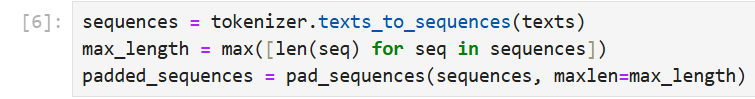 [6]: sequences = tokenizer.texts_to_sequences(texts)
max_length = max([len(seq) for seq in sequences])
padded_sequences = pad_sequences(sequences, maxlen=max_length)